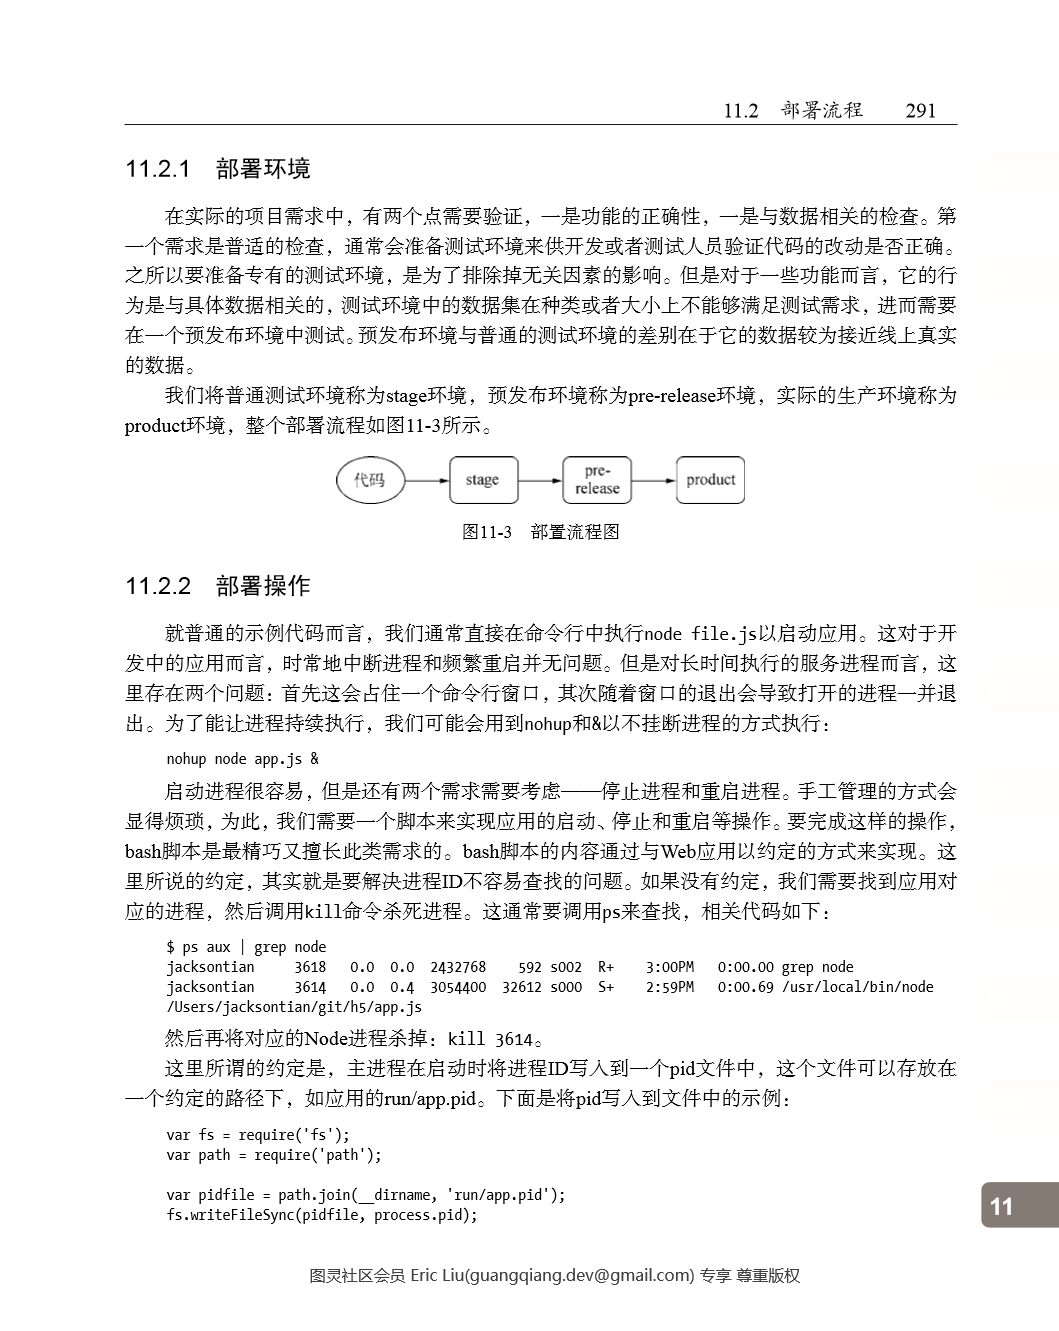 11.2 部署流程 291
11.2.1 部署环境
在实际的项目需求中，有两个点需要验证，一是功能的正确性，一是与数据相关的检查。第
一个需求是普适的检查，通常会准备测试环境来供开发或者测试人员验证代码的改动是否正确。
之所以要准备专有的测试环境，是为了排除掉无关因素的影响。但是对于一些功能而言，它的行
为是与具体数据相关的，测试环境中的数据集在种类或者大小上不能够满足测试需求，进而需要
在一个预发布环境中测试。预发布环境与普通的测试环境的差别在于它的数据较为接近线上真实
的数据。
我们将普通测试环境称为stage环境，预发布环境称为pre-release环境，实际的生产环境称为
product环境，整个部署流程如图11-3所示。
代码 stage pre-release product
图11-3 部置流程图
11.2.2 部署操作
就普通的示例代码而言，我们通常直接在命令行中执行node file.js以启动应用。这对于开
发中的应用而言，时常地中断进程和频繁重启并无问题。但是对长时间执行的服务进程而言，这
里存在两个问题：首先这会占住一个命令行窗口，其次随着窗口的退出会导致打开的进程一并退
出。为了能让进程持续执行，我们可能会用到nohup和&以不挂断进程的方式执行：
nohup node app.js &
启动进程很容易，但是还有两个需求需要考虑——停止进程和重启进程。手工管理的方式会
显得烦琐，为此，我们需要一个脚本来实现应用的启动、停止和重启等操作。要完成这样的操作，
bash脚本是最精巧又擅长此类需求的。bash脚本的内容通过与Web应用以约定的方式来实现。这
里所说的约定，其实就是要解决进程ID不容易查找的问题。如果没有约定，我们需要找到应用对
应的进程，然后调用kill命令杀死进程。这通常要调用ps来查找，相关代码如下：
$ ps aux | grep node
jacksontian 3618 0.0 0.0 2432768 592 s002 R+ 3:00PM 0:00.00 grep node
jacksontian 3614 0.0 0.4 3054400 32612 s000 S+ 2:59PM 0:00.69 /usr/local/bin/node
/Users/jacksontian/git/h5/app.js
然后再将对应的Node进程杀掉：kill 3614。
这里所谓的约定是，主进程在启动时将进程ID写入到一个pid文件中，这个文件可以存放在
一个约定的路径下，如应用的run/app.pid。下面是将pid写入到文件中的示例：
var fs = require('fs');
var path = require('path');
var pidfile = path.join(__dirname, 'run/app.pid');
fs.writeFileSync(pidfile, process.pid);
11
图灵社区会员 Eric Liu(guangqiang.dev@gmail.com) 专享 尊重版权